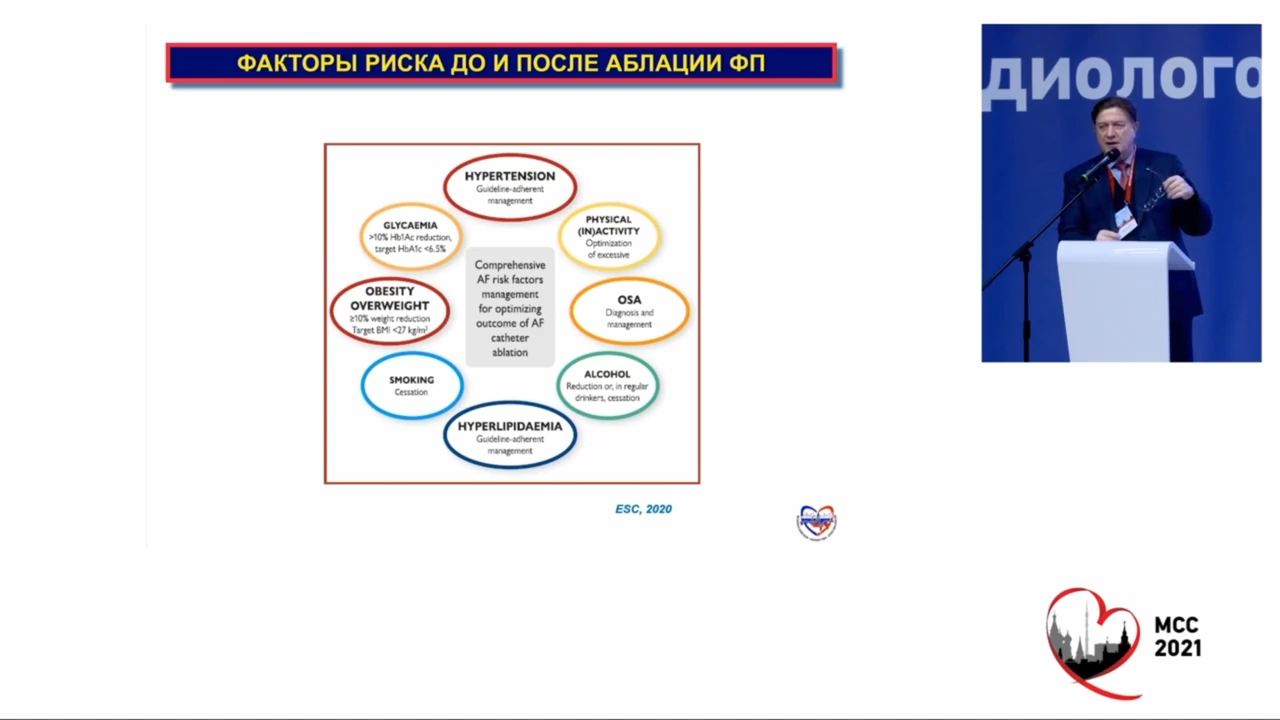 ФАКТОРЫ РИСКА ДО И ПОСЛЕ АБЛАЦИИ ФП
ДИОЛОГО
HYPERTENSION
Guideline-adherent
management
GLYCAEMIA
>10% Hb1Ac reduction,
target HbA1c <6.5%
PHYSICAL
(IN)ACTIVITY
Optimization
of excessive
Comprehensive
AF risk factors
management
for optimizing
outcome of AF
catheter
ablation
OBESITY
OVERWEIGHT
≥10% weight reduction
Target BMI <27 kg/m²
OSA
Diagnosis and
management
SMOKING
Cessation
ALCOHOL
Reduction or, in regular
drinkers, cessation
HYPERLIPIDAEMIA
Guideline-adherent
management
ESC, 2020
МСС
2021